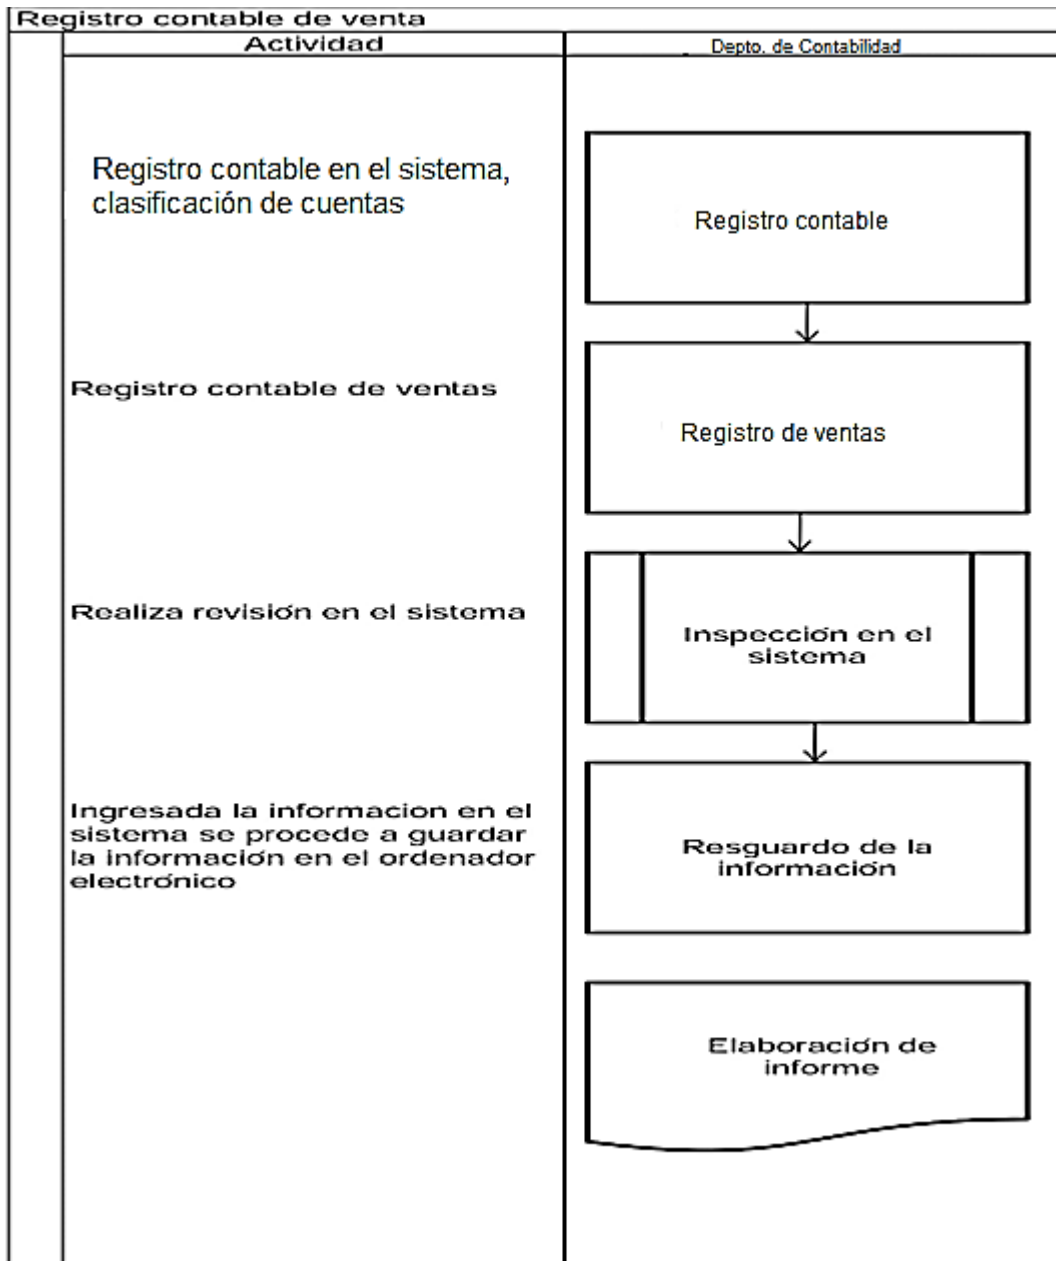 Registro contable de venta
Actividad
Depto. de Contabilidad
Registro contable en el sistema,
clasificación de cuentas
Registro contable
Registro contable de ventas
Registro de ventas
Realiza revisión en el sistema
Inspección en el
sistema
Ingresada la informacion en el
sistema se procede a guardar
la información en el ordenador
electrónico
Resguardo de la
información
Elaboración de
informe